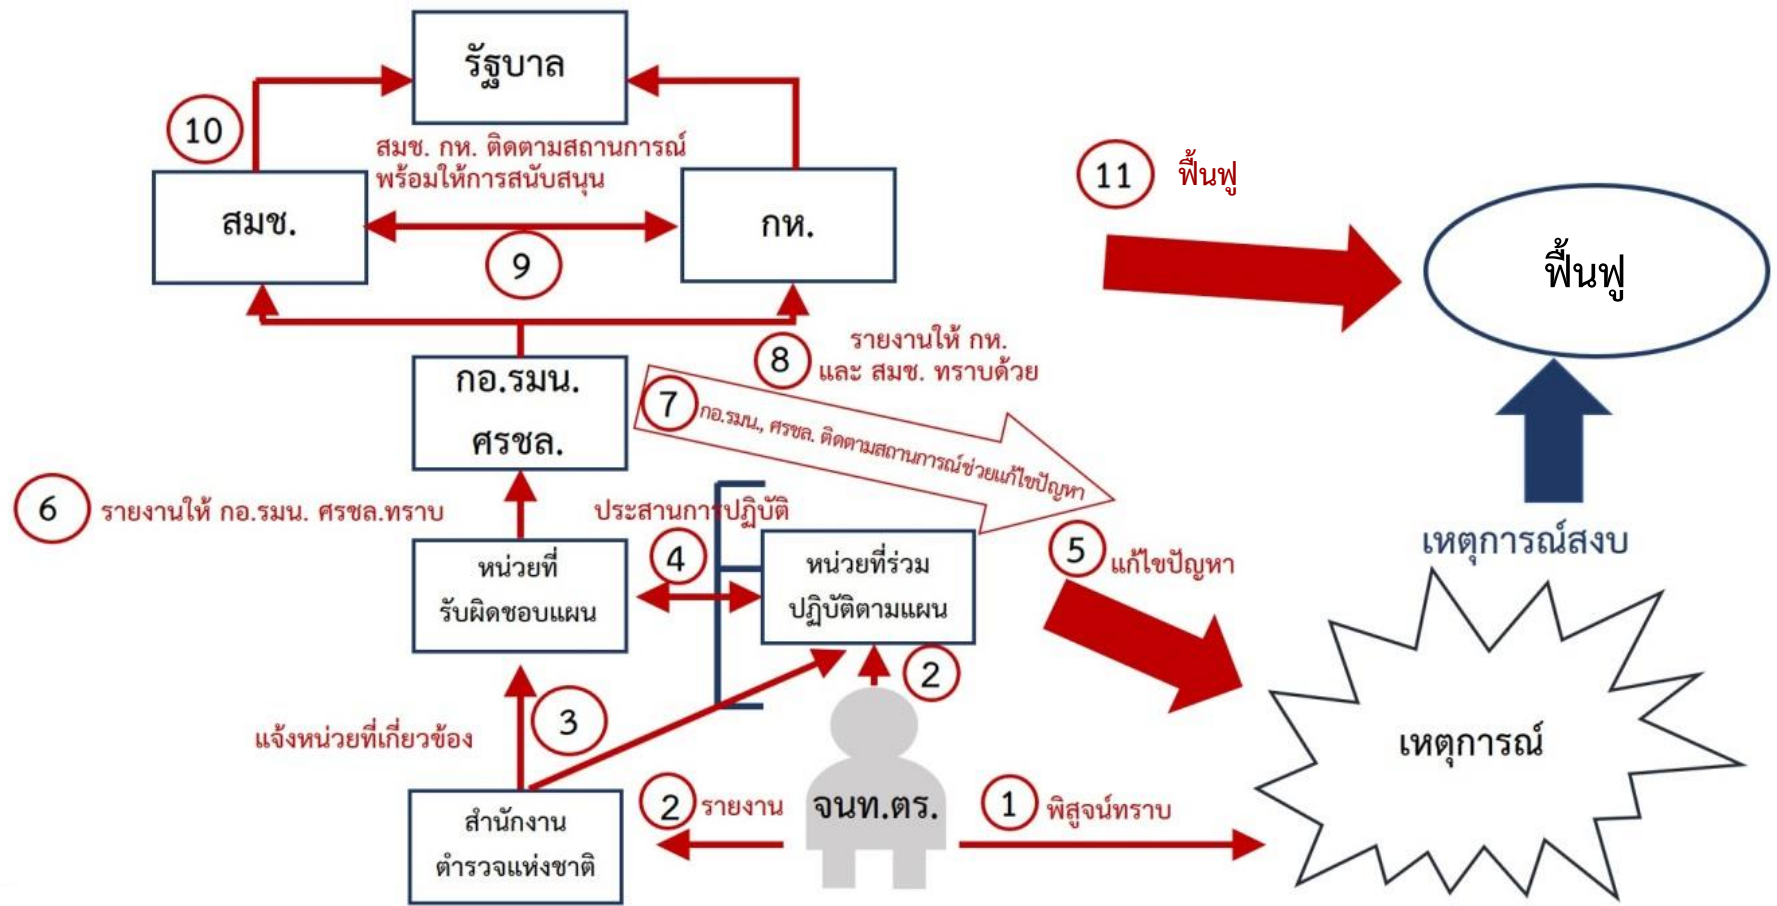 รัฐบาล
10
สมช. กห. ติดตามสถานการณ์
พร้อมให้การสนับสนุน
11
ฟื้นฟู
สมช.
กห.
9
ฟื้นฟู
8
รายงานให้ กห.
และ สมช. ทราบด้วย
กอ.รมน.
ศรชล.
7
กอ.รมน., ศรชล. ติดตามสถานการณ์ช่วยแก้ไขปัญหา
6
รายงานให้ กอ.รมน. ศรชล.ทราบ
ประสานการปฏิบัติ
4
5
แก้ไขปัญหา
เหตุการณ์สงบ
หน่วยที่
รับผิดชอบแผน
หน่วยที่ร่วม
ปฏิบัติตามแผน
2
3
แจ้งหน่วยที่เกี่ยวข้อง
เหตุการณ์
สำนักงาน
ตำรวจแห่งชาติ
2
รายงาน
จนท.ตร.
1
พิสูจน์ทราบ